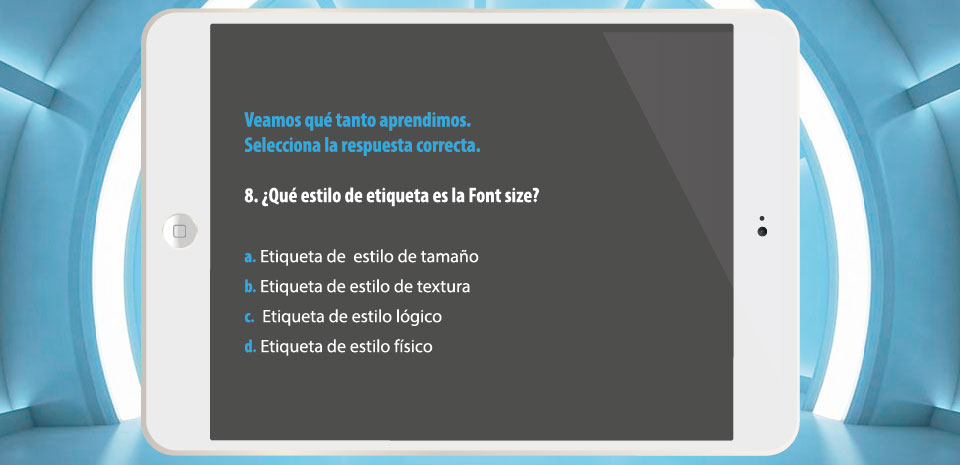 Veamos qué tanto aprendimos.
Selecciona la respuesta correcta.
8. ¿Qué estilo de etiqueta es la Font size?
a. Etiqueta de estilo de tamaño
b. Etiqueta de estilo de textura
c. Etiqueta de estilo lógico
d. Etiqueta de estilo físico